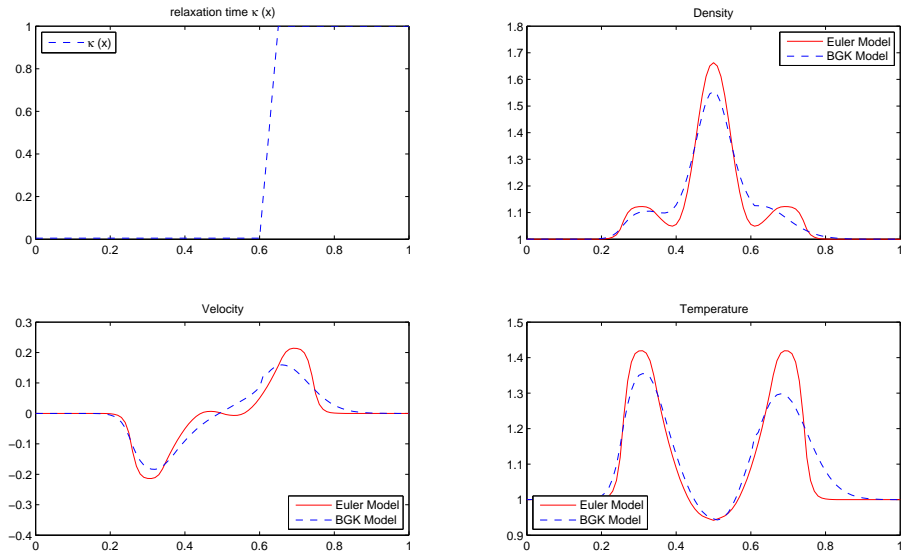 relaxation time κ (x)
κ (x)
1
0.8
0.6
0.4
0.2
0
0 0.2 0.4 0.6 0.8 1
Density
Euler Model
BGK Model
1.8
1.7
1.6
1.5
1.4
1.3
1.2
1.1
1
0 0.2 0.4 0.6 0.8 1
Velocity
Euler Model
BGK Model
0.3
0.2
0.1
0
−0.1
−0.2
−0.3
−0.4
0 0.2 0.4 0.6 0.8 1
Temperature
Euler Model
BGK Model
1.5
1.4
1.3
1.2
1.1
1
0.9
0 0.2 0.4 0.6 0.8 1